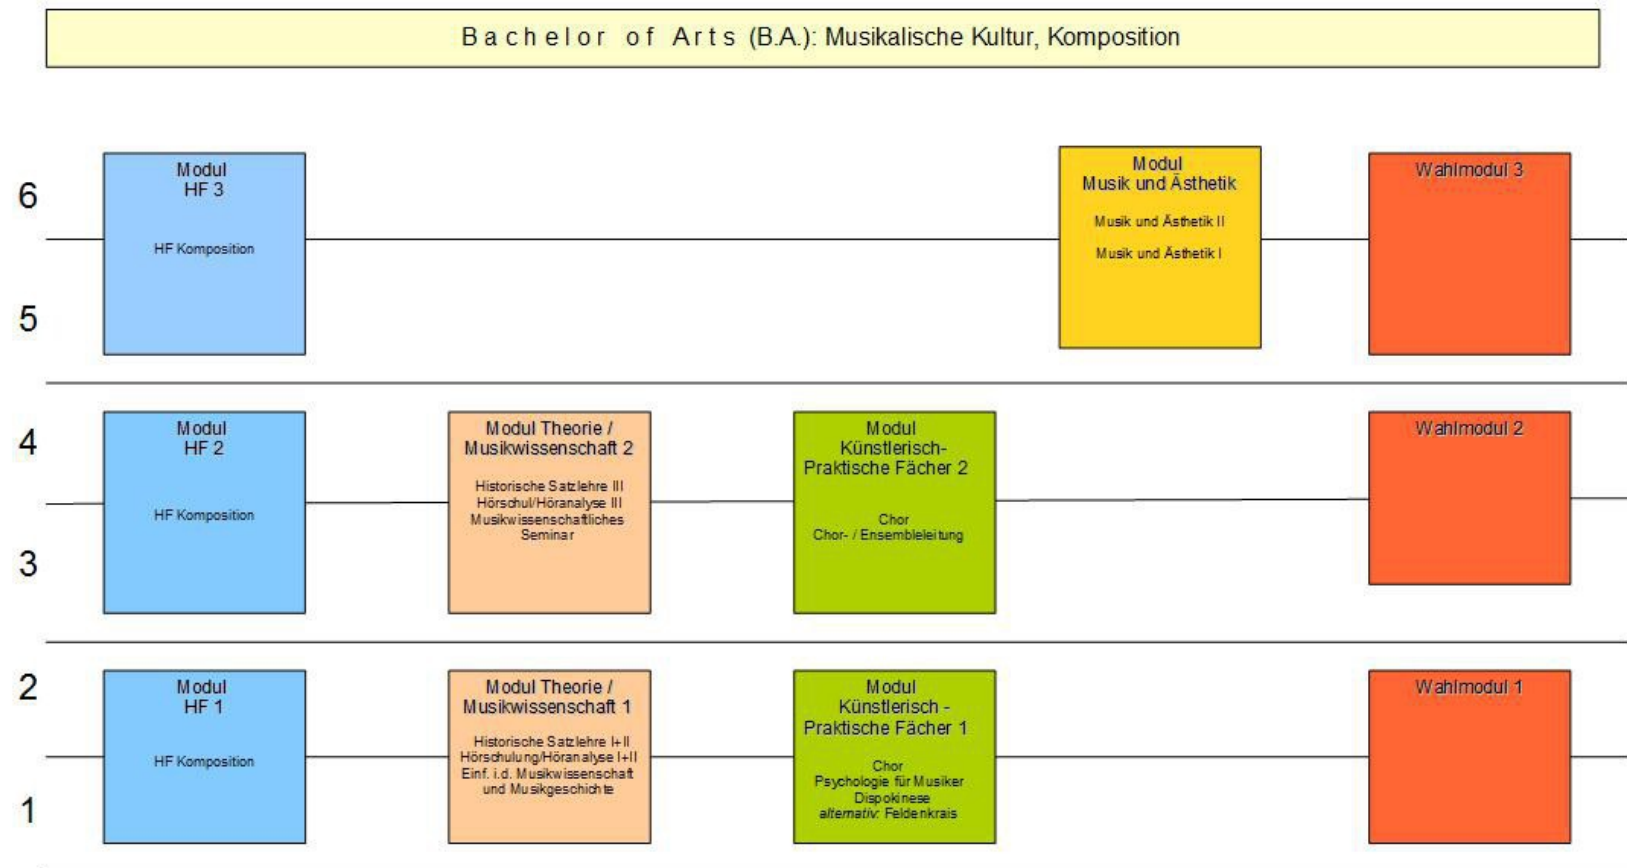 Bachelor of Arts (B.A.): Musikalische Kultur, Komposition
6
Modul
HF 3
HF Komposition
Modul
Musik und Ästhetik
Musik und Ästhetik II
Musik und Ästhetik I
Wahlmodul 3
5
4
Modul
HF 2
HF Komposition
Modul Theorie /
Musikwissenschaft 2
Historische Satzlehre III
Hörschul/Höranalyse III
Musikwissenschaftliches
Seminar
Modul
Künstlerisch-
Praktische Fächer 2
Chor
Chor- / Ensembleleitung
Wahlmodul 2
3
2
Modul
HF 1
HF Komposition
Modul Theorie /
Musikwissenschaft 1
Historische Satzlehre I+II
Hörschulung/Höranalyse I+II
Einf. i.d. Musikwissenschaft
und Musikgeschichte
Modul
Künstlerisch -
Praktische Fächer 1
Chor
Psychologie für Musiker
Dispokinese
alternativ: Feldenkrais
Wahlmodul 1
1